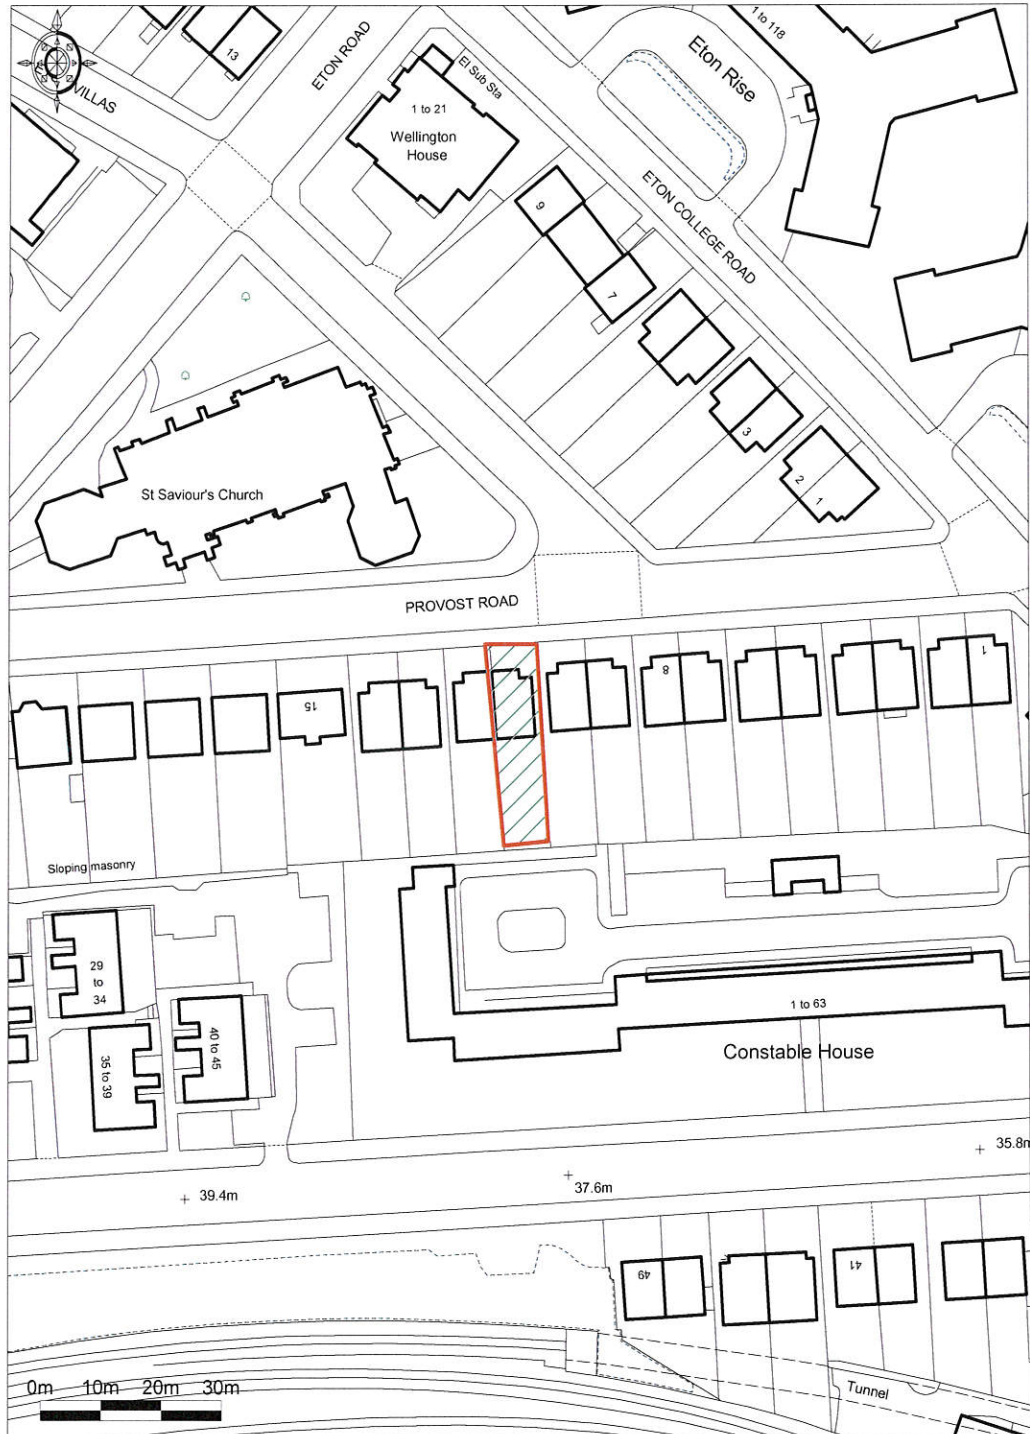 1 to 118
13
ETON ROAD
Eton Rise
El Sub Sta
VILLAS
1 to 21
Wellington
House
ETON COLLEGE ROAD
9
7
3
2
1
St Saviour's Church
PROVOST ROAD
15
8
1
Sloping masonry
29
to
34
35 to 39
40 to 45
1 to 63
Constable House
35.8m
39.4m
37.6m
49
41
Tunnel
0m 10m 20m 30m